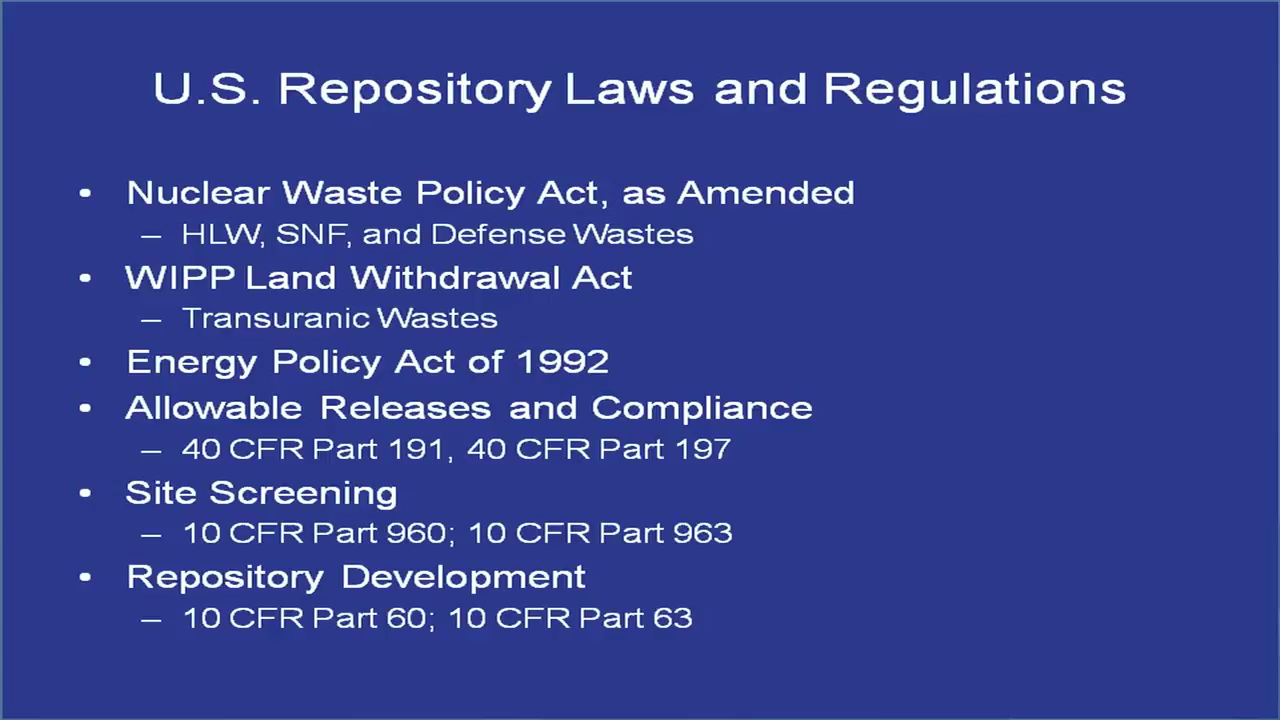 U.S. Repository Laws and Regulations
• Nuclear Waste Policy Act, as Amended
– HLW, SNF, and Defense Wastes
• WIPP Land Withdrawal Act
– Transuranic Wastes
• Energy Policy Act of 1992
• Allowable Releases and Compliance
– 40 CFR Part 191, 40 CFR Part 197
• Site Screening
– 10 CFR Part 960; 10 CFR Part 963
• Repository Development
– 10 CFR Part 60; 10 CFR Part 63